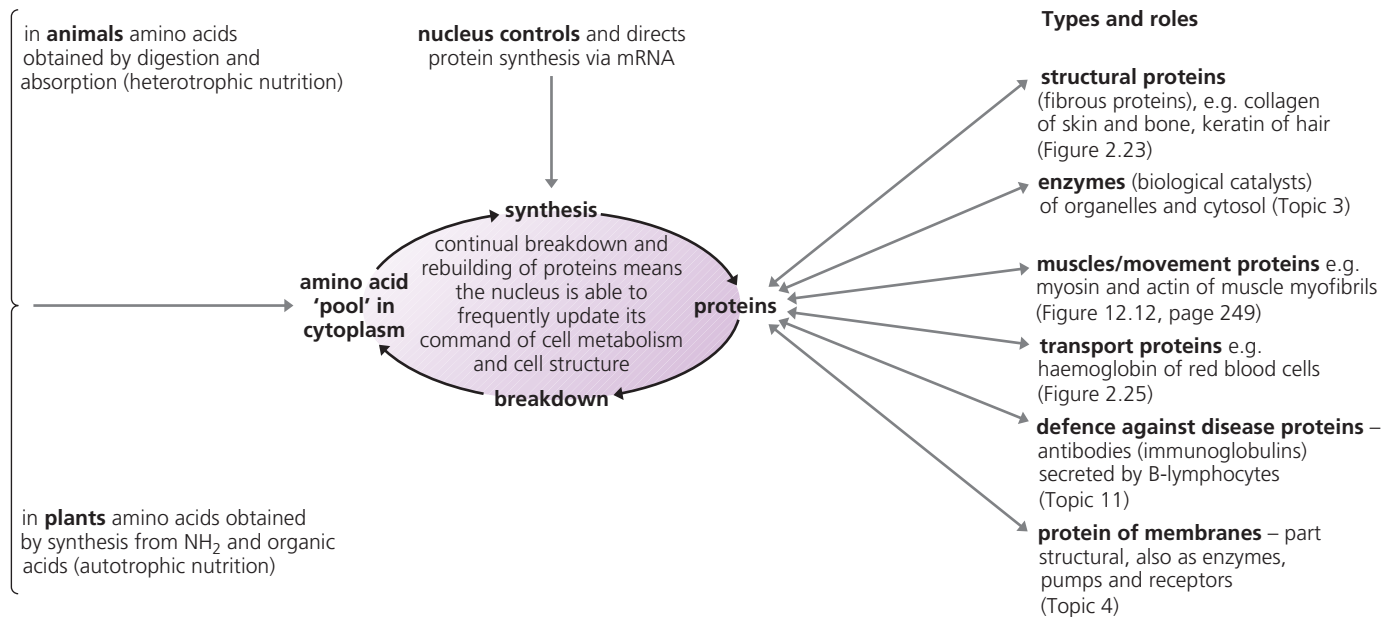 in animals amino acids
obtained by digestion and
absorption (heterotrophic nutrition)
nucleus controls and directs
protein synthesis via mRNA
synthesis
continual breakdown and
rebuilding of proteins means
the nucleus is able to
frequently update its
command of cell metabolism
and cell structure
breakdown
amino acid
‘pool’ in
cytoplasm
proteins
in plants amino acids obtained
by synthesis from NH₂ and organic
acids (autotrophic nutrition)
Types and roles
structural proteins
(fibrous proteins), e.g. collagen
of skin and bone, keratin of hair
(Figure 2.23)
enzymes (biological catalysts)
of organelles and cytosol (Topic 3)
muscles/movement proteins e.g.
myosin and actin of muscle myofibrils
(Figure 12.12, page 249)
transport proteins e.g.
haemoglobin of red blood cells
(Figure 2.25)
defence against disease proteins –
antibodies (immunoglobulins)
secreted by B-lymphocytes
(Topic 11)
protein of membranes – part
structural, also as enzymes,
pumps and receptors
(Topic 4)